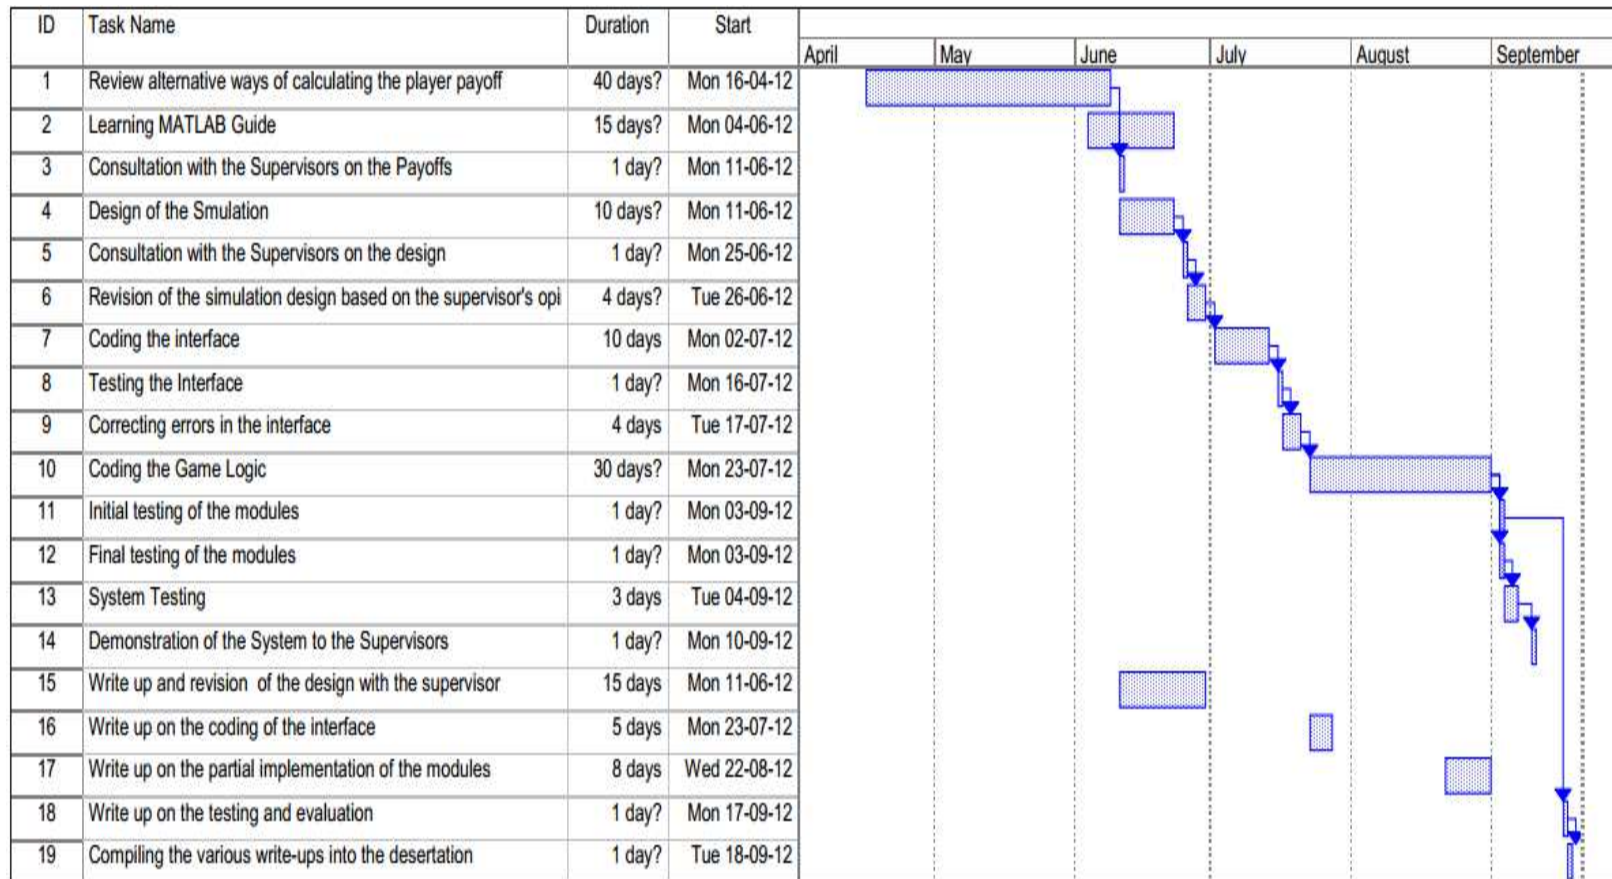 ID Task Name Duration Start
April May June July August September
1 Review alternative ways of calculating the player payoff 40 days? Mon 16-04-12
2 Learning MATLAB Guide 15 days? Mon 04-06-12
3 Consultation with the Supervisors on the Payoffs 1 day? Mon 11-06-12
4 Design of the Smulation 10 days? Mon 11-06-12
5 Consultation with the Supervisors on the design 1 day? Mon 25-06-12
6 Revision of the simulation design based on the supervisor's opi 4 days? Tue 26-06-12
7 Coding the interface 10 days Mon 02-07-12
8 Testing the Interface 1 day? Mon 16-07-12
9 Correcting errors in the interface 4 days Tue 17-07-12
10 Coding the Game Logic 30 days? Mon 23-07-12
11 Initial testing of the modules 1 day? Mon 03-09-12
12 Final testing of the modules 1 day? Mon 03-09-12
13 System Testing 3 days Tue 04-09-12
14 Demonstration of the System to the Supervisors 1 day? Mon 10-09-12
15 Write up and revision of the design with the supervisor 15 days Mon 11-06-12
16 Write up on the coding of the interface 5 days Mon 23-07-12
17 Write up on the partial implementation of the modules 8 days Wed 22-08-12
18 Write up on the testing and evaluation 1 day? Mon 17-09-12
19 Compiling the various write-ups into the desertation 1 day? Tue 18-09-12